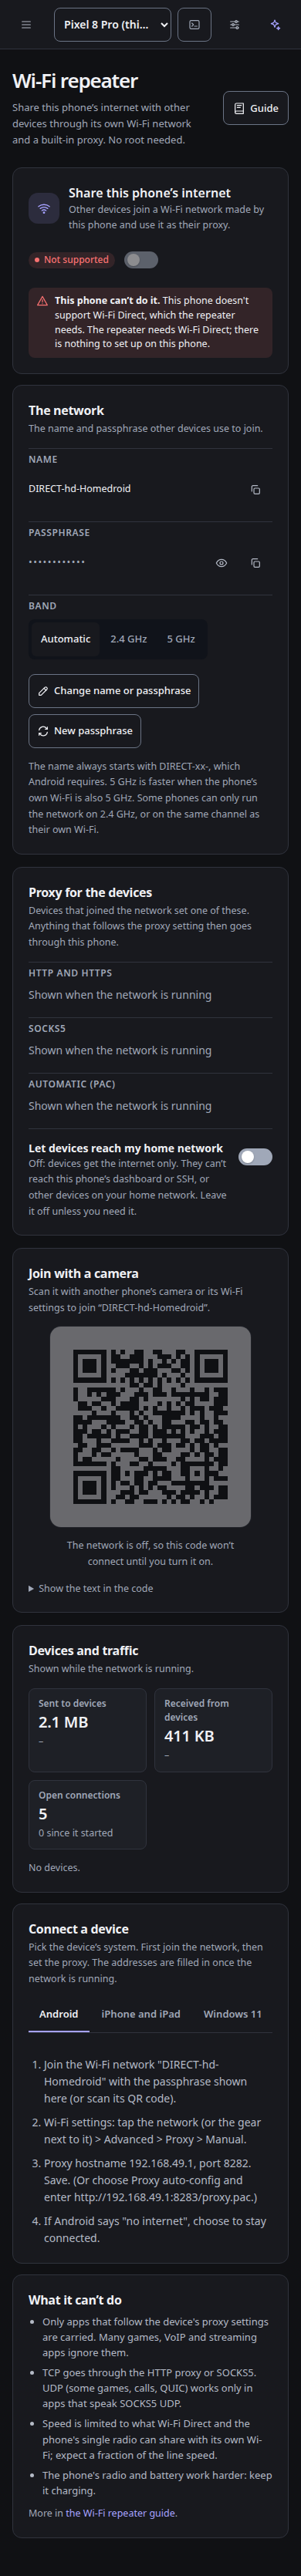 Pixel 8 Pro (thi...
Wi-Fi repeater
Share this phone's internet with other
devices through its own Wi-Fi network
and a built-in proxy. No root needed.
Guide
Share this phone's internet
Other devices join a Wi-Fi network made by
this phone and use it as their proxy.
Not supported
This phone can't do it. This phone doesn't
support Wi-Fi Direct, which the repeater
needs. The repeater needs Wi-Fi Direct; there
is nothing to set up on this phone.
The network
The name and passphrase other devices use to join.
NAME
DIRECT-hd-Homedroid
PASSPHRASE
••••••••••••
BAND
Automatic 2.4 GHz 5 GHz
Change name or passphrase
New passphrase
The name always starts with DIRECT-xx-, which
Android requires. 5 GHz is faster when the phone's
own Wi-Fi is also 5 GHz. Some phones can only run
the network on 2.4 GHz, or on the same channel as
their own Wi-Fi.
Proxy for the devices
Devices that joined the network set one of these.
Anything that follows the proxy setting then goes
through this phone.
HTTP AND HTTPS
Shown when the network is running
SOCKS5
Shown when the network is running
AUTOMATIC (PAC)
Shown when the network is running
Let devices reach my home network
Off: devices get the internet only. They can't
reach this phone's dashboard or SSH, or
other devices on your home network. Leave
it off unless you need it.
Join with a camera
Scan it with another phone's camera or its Wi-Fi
settings to join “DIRECT-hd-Homedroid”.
The network is off, so this code won't
connect until you turn it on.
Show the text in the code
Devices and traffic
Shown while the network is running.
Sent to devices
2.1 MB
–
Received from
devices
411 KB
–
Open connections
5
0 since it started
No devices.
Connect a device
Pick the device's system. First join the network, then
set the proxy. The addresses are filled in once the
network is running.
Android iPhone and iPad Windows 11
1. Join the Wi-Fi network "DIRECT-hd-
Homedroid" with the passphrase shown
here (or scan its QR code).
2. Wi-Fi settings: tap the network (or the gear
next to it) > Advanced > Proxy > Manual.
3. Proxy hostname 192.168.49.1, port 8282.
Save. (Or choose Proxy auto-config and
enter http://192.168.49.1:8283/proxy.pac.)
4. If Android says "no internet", choose to stay
connected.
What it can't do
• Only apps that follow the device's proxy settings
are carried. Many games, VoIP and streaming
apps ignore them.
• TCP goes through the HTTP proxy or SOCKS5.
UDP (some games, calls, QUIC) works only in
apps that speak SOCKS5 UDP.
• Speed is limited to what Wi-Fi Direct and the
phone's single radio can share with its own Wi-
Fi; expect a fraction of the line speed.
• The phone's radio and battery work harder: keep
it charging.
More in the Wi-Fi repeater guide.